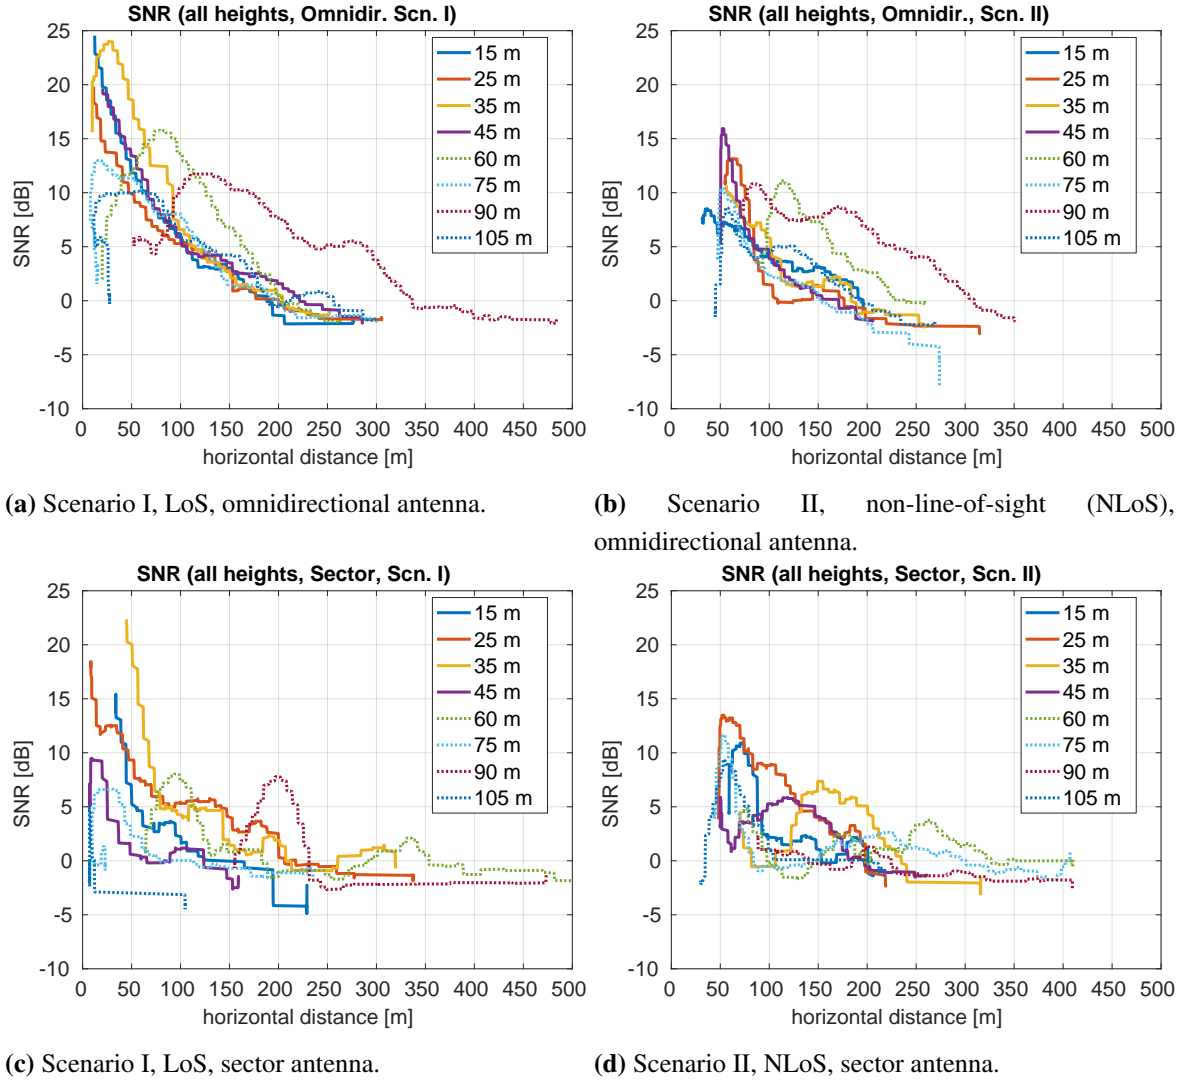 SNR (all heights, Omnidir. Scn. I)
25
20
15
10
5
0
-5
-10
SNR [dB]
0 50 100 150 200 250 300 350 400 450 500
horizontal distance [m]
15 m
25 m
35 m
45 m
60 m
75 m
90 m
105 m
(a) Scenario I, LoS, omnidirectional antenna.
SNR (all heights, Omnidir., Scn. II)
25
20
15
10
5
0
-5
-10
SNR [dB]
0 50 100 150 200 250 300 350 400 450 500
horizontal distance [m]
15 m
25 m
35 m
45 m
60 m
75 m
90 m
105 m
(b) Scenario II, non-line-of-sight (NLoS),
omnidirectional antenna.
SNR (all heights, Sector, Scn. I)
25
20
15
10
5
0
-5
-10
SNR [dB]
0 50 100 150 200 250 300 350 400 450 500
horizontal distance [m]
15 m
25 m
35 m
45 m
60 m
75 m
90 m
105 m
(c) Scenario I, LoS, sector antenna.
SNR (all heights, Sector, Scn. II)
25
20
15
10
5
0
-5
-10
SNR [dB]
0 50 100 150 200 250 300 350 400 450 500
horizontal distance [m]
15 m
25 m
35 m
45 m
60 m
75 m
90 m
105 m
(d) Scenario II, NLoS, sector antenna.